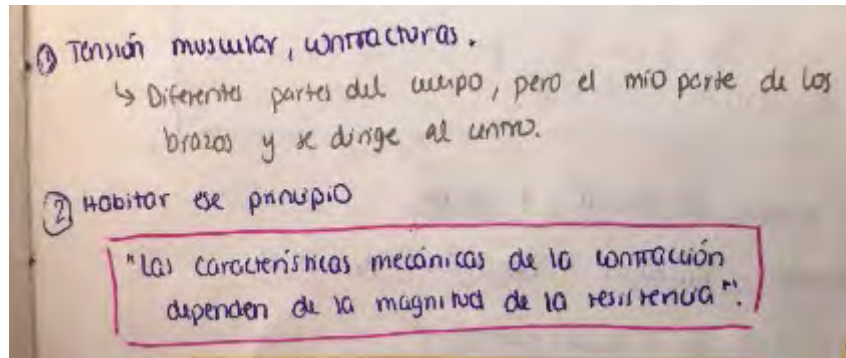 ① Tensión muscular, contracturas.
↳ Diferentes partes del cuerpo, pero el mío parte de los
brazos y se dirige al centro.
② Habitar ese principio
"Las características mecánicas de la contracción
dependen de la magnitud de la resistencia".